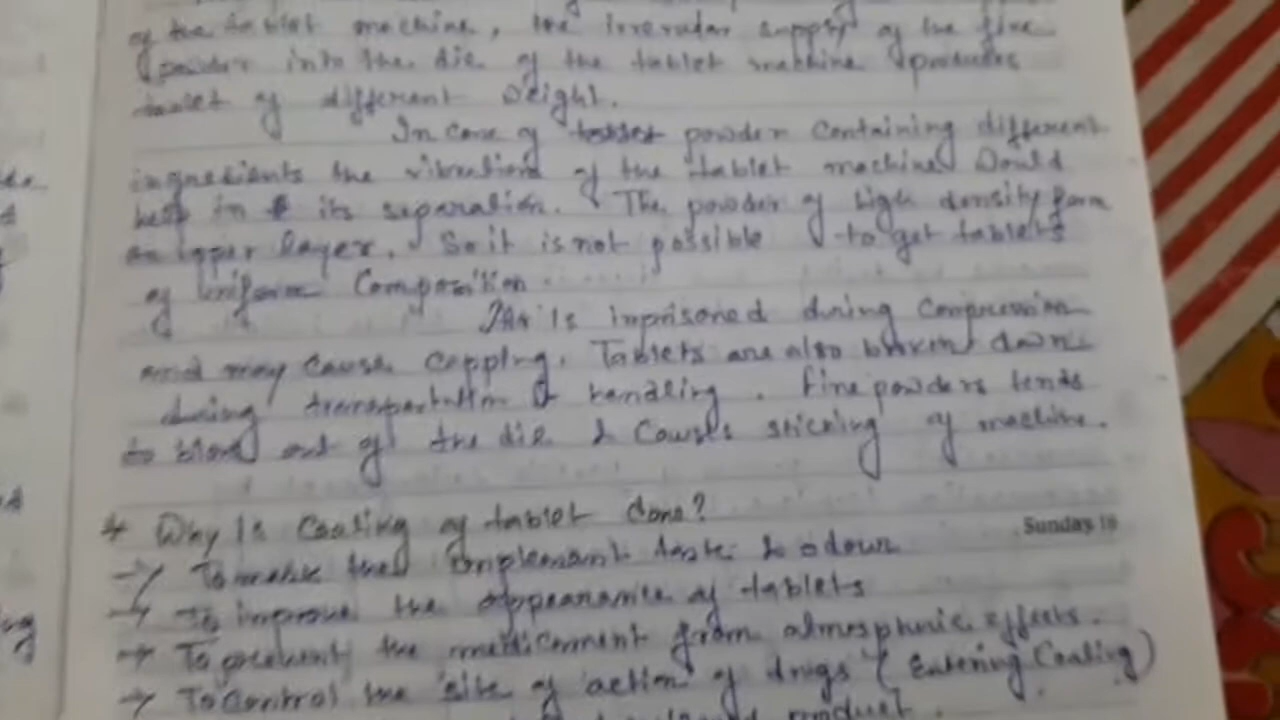 of the tablet machine, the irregular supply of the fine
powder into the die of the tablet machine produces
tablet of different weight.
In case of powder containing different
ingredients the vibrations of the tablet machine would
help in its separation. The powder of high density form
an upper layer. So it is not possible to get tablets
of uniform composition.
Air is imprisoned during compression
and may cause capping. Tablets are also broken down
during transportation & handling. Fine powders tends
to blow out of the die & causes sticking of machine.
* Why is coating of tablet done?
Sunday 16
→ To mask the unpleasant taste & odour
→ To improve the appearance of tablets
→ To prevent the medicament from atmospheric effects.
→ To control the site of action of drugs (Entering Coating)
product.